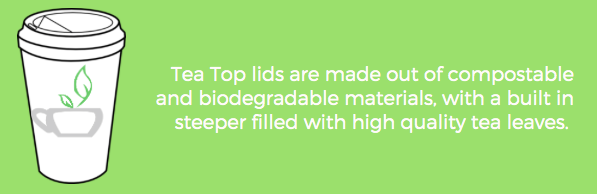 Tea Top lids are made out of compostable
and biodegradable materials, with a built in
steeper filled with high quality tea leaves.